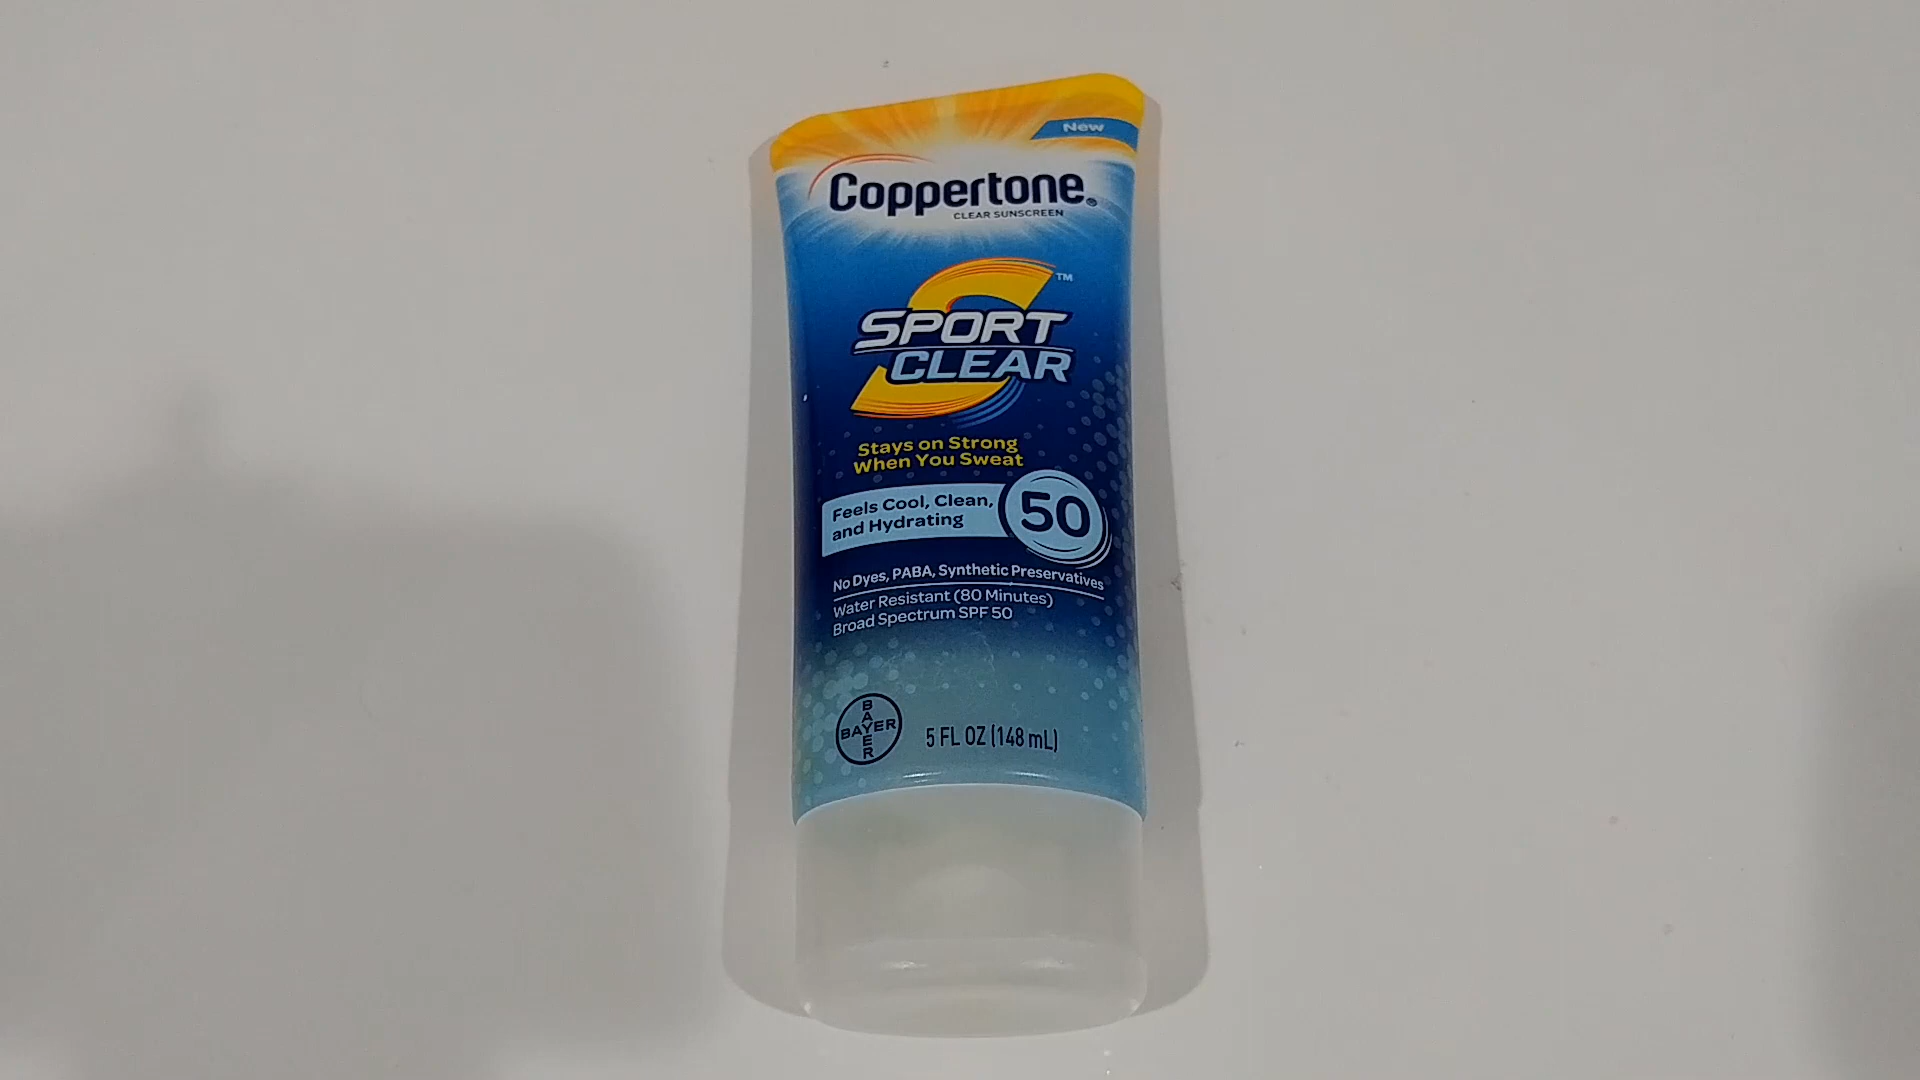 New
Coppertone®
CLEAR SUNSCREEN
SPORT™
CLEAR
Stays on Strong
When You Sweat
Feels Cool, Clean,
and Hydrating
50
No Dyes, PABA, Synthetic Preservatives
Water Resistant (80 Minutes)
Broad Spectrum SPF 50
BAYER
BAYER
5 FL OZ (148 mL)